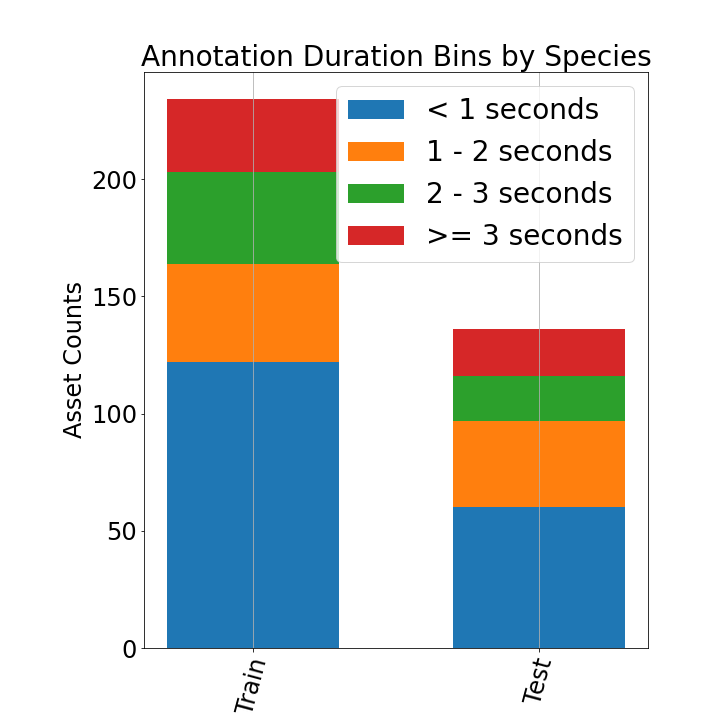 Annotation Duration Bins by Species
< 1 seconds
1 - 2 seconds
2 - 3 seconds
>= 3 seconds
Asset Counts
200
150
100
50
0
Train
Test